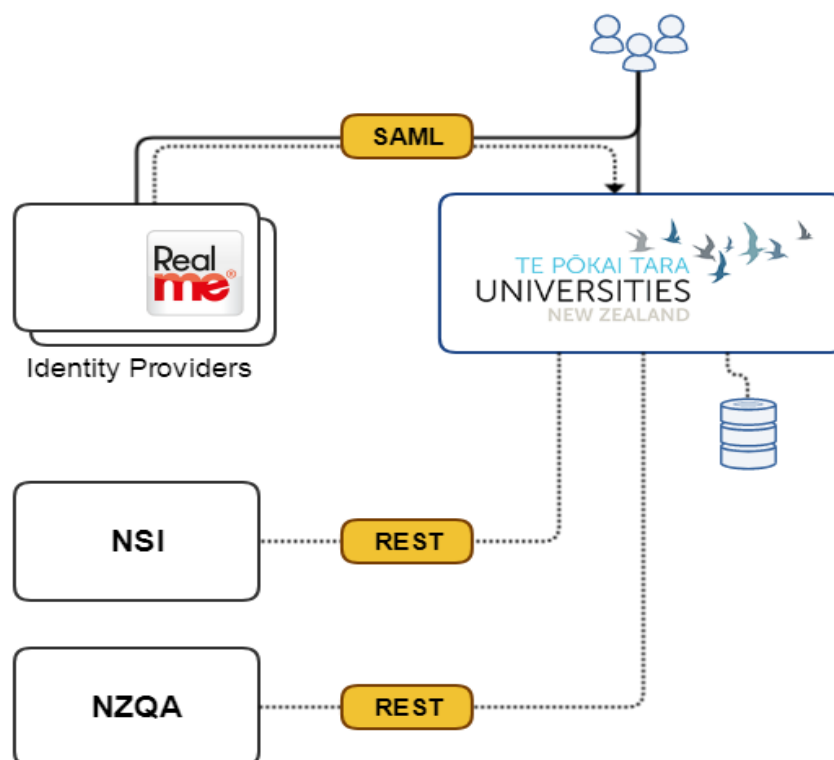 SAML
Real
me®
TE PŌKAI TARA
UNIVERSITIES
NEW ZEALAND
Identity Providers
NSI
REST
NZQA
REST